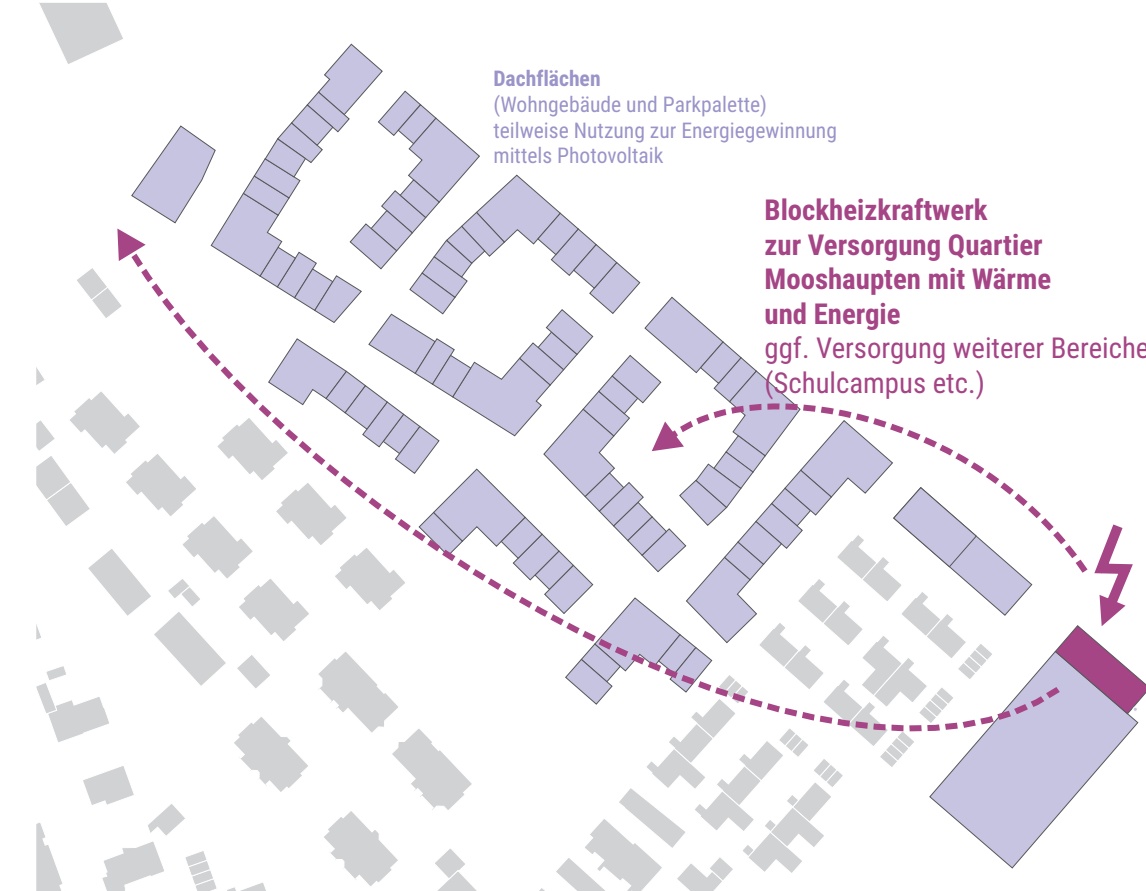 Dachflächen
(Wohngebäude und Parkpalette)
teilweise Nutzung zur Energiegewinnung
mittels Photovoltaik
Blockheizkraftwerk
zur Versorgung Quartier
Mooshaupten mit Wärme
und Energie
ggf. Versorgung weiterer Bereiche
(Schulcampus etc.)